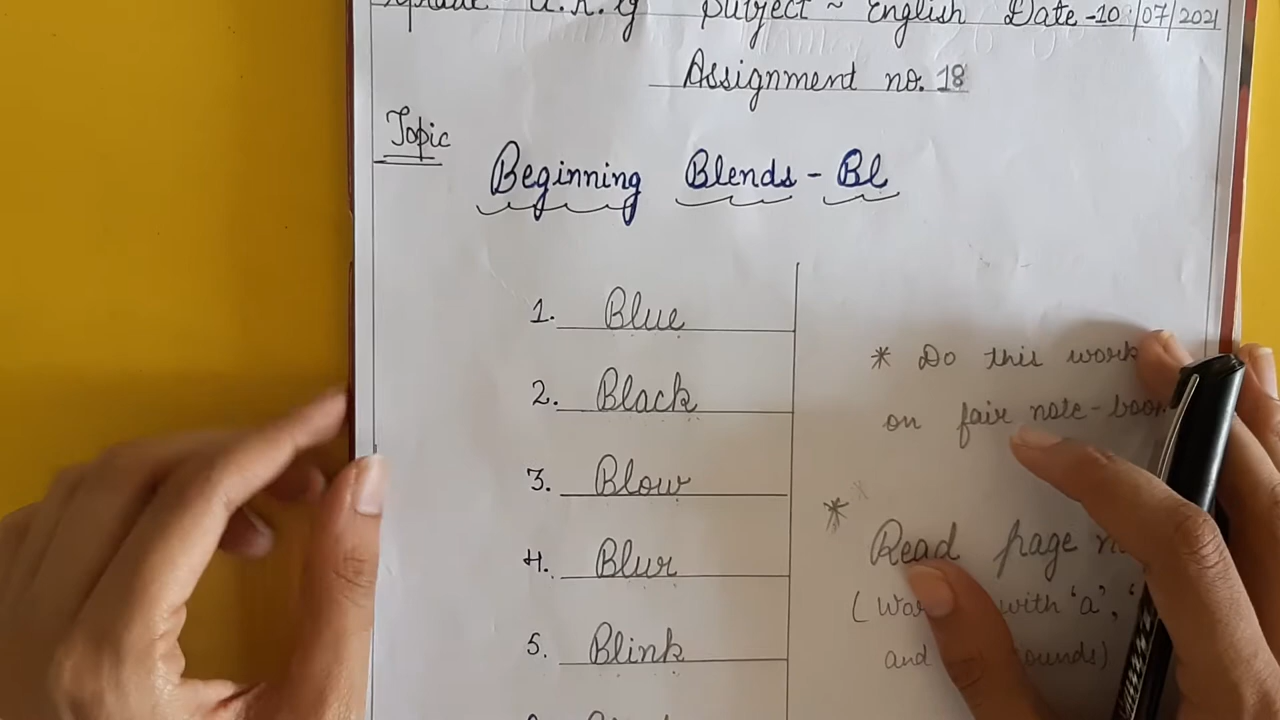 Subject ~ English Date -10/07/2021
Assignment no. 18
Topic
Beginning Blends - Bl
1. Blue
2. Black
3. Blow
4. Blur
5. Blink
* Do this work
on fair note-book
* Read page
with 'a', '
and